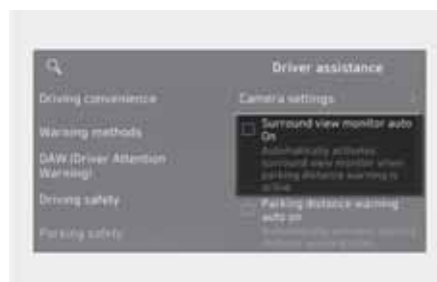 Driver assistance
Driving convenience
Camera settings
Warning methods
Surround view monitor auto
On
Automatically activates
surround view monitor when
parking distance warning is
active.
DAW (Driver Attention
Warning)
Driving safety
Parking distance warning
auto on
Parking safety